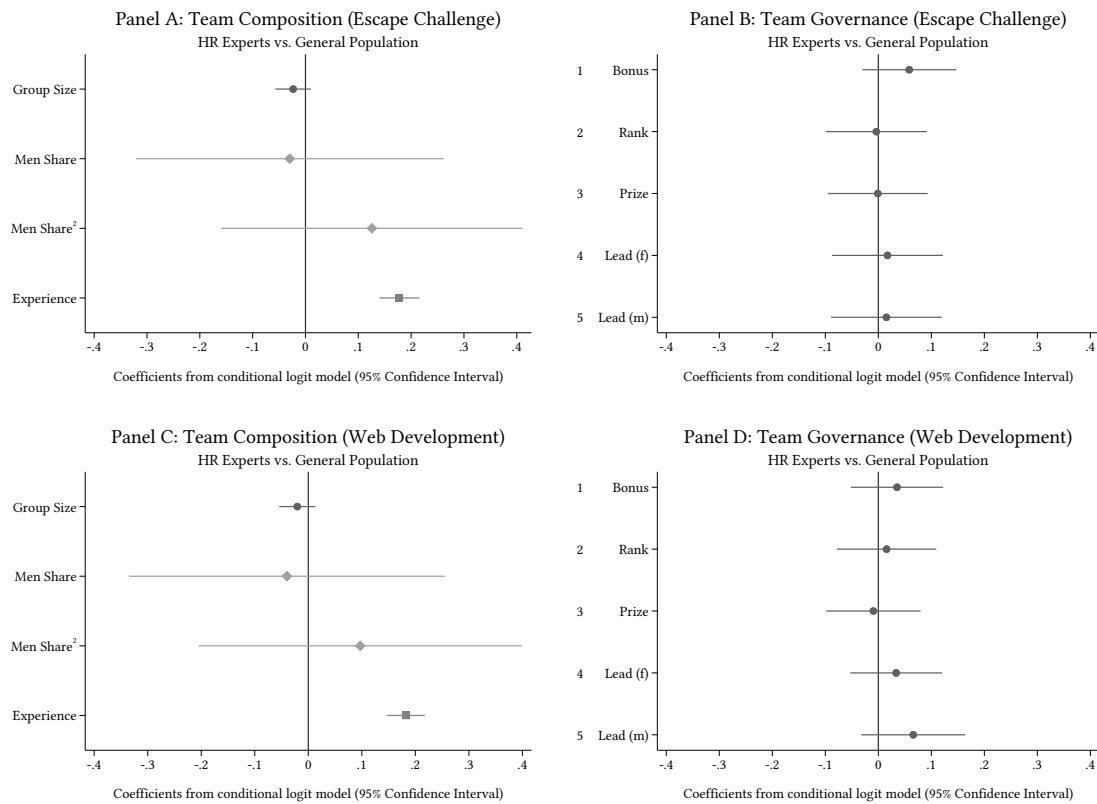 Panel A: Team Composition (Escape Challenge)
HR Experts vs. General Population
Group Size
Men Share
Men Share²
Experience
-.4 -.3 -.2 -.1 0 .1 .2 .3 .4
Coefficients from conditional logit model (95% Confidence Interval)
Panel B: Team Governance (Escape Challenge)
HR Experts vs. General Population
1 Bonus
2 Rank
3 Prize
4 Lead (f)
5 Lead (m)
-.4 -.3 -.2 -.1 0 .1 .2 .3 .4
Coefficients from conditional logit model (95% Confidence Interval)
Panel C: Team Composition (Web Development)
HR Experts vs. General Population
Group Size
Men Share
Men Share²
Experience
-.4 -.3 -.2 -.1 0 .1 .2 .3 .4
Coefficients from conditional logit model (95% Confidence Interval)
Panel D: Team Governance (Web Development)
HR Experts vs. General Population
1 Bonus
2 Rank
3 Prize
4 Lead (f)
5 Lead (m)
-.4 -.3 -.2 -.1 0 .1 .2 .3 .4
Coefficients from conditional logit model (95% Confidence Interval)